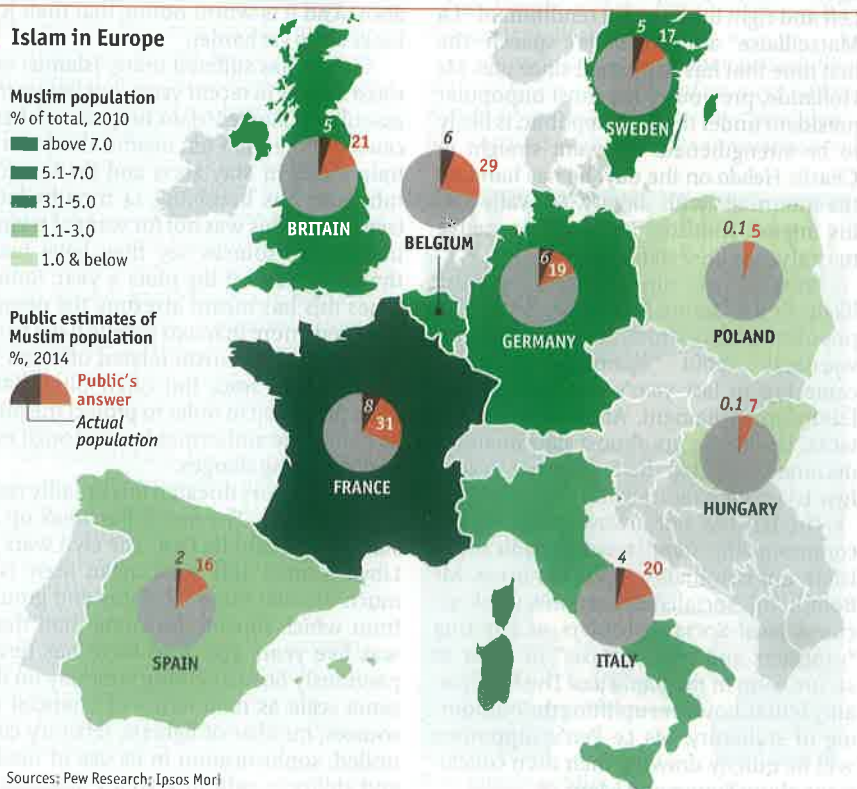 Islam in Europe
Muslim population
% of total, 2010
above 7.0
5.1-7.0
3.1-5.0
1.1-3.0
1.0 & below
Public estimates of
Muslim population
%, 2014
Public's
answer
Actual
population
5 21
BRITAIN
6 29
BELGIUM
5 17
SWEDEN
6 19
GERMANY
0.1 5
POLAND
0.1 7
HUNGARY
8 31
FRANCE
2 16
SPAIN
4 20
ITALY
Sources: Pew Research; Ipsos Mori